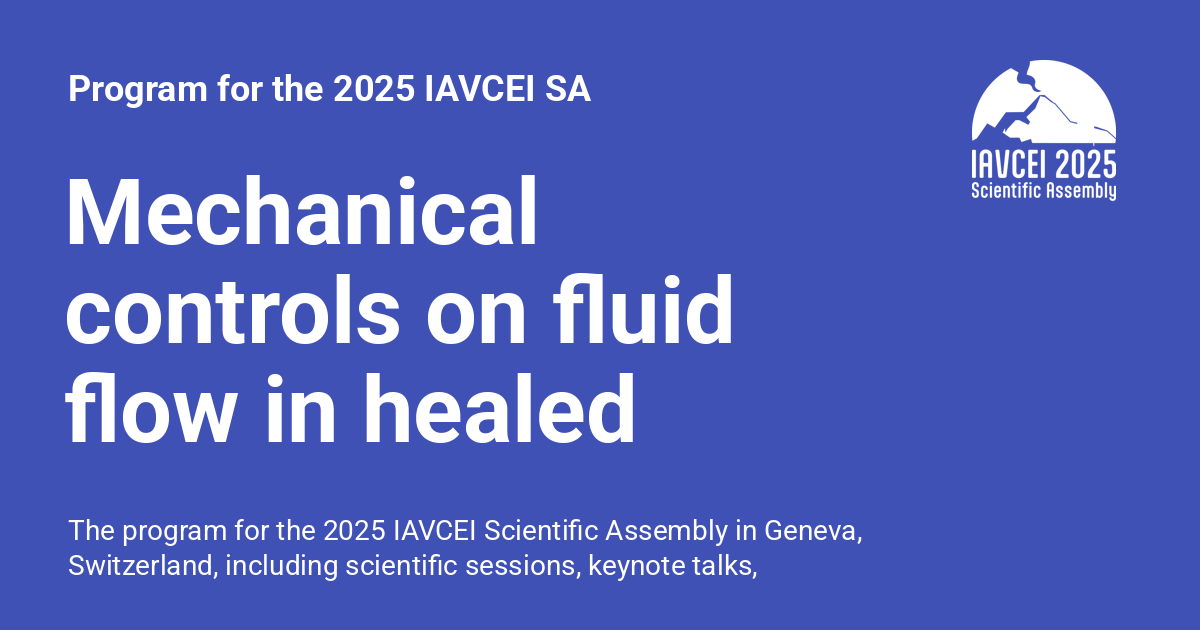 Program for the 2025 IAVCEI SA
IAVCEI 2025
Scientific Assembly
Mechanical
controls on fluid
flow in healed
The program for the 2025 IAVCEI Scientific Assembly in Geneva,
Switzerland, including scientific sessions, keynote talks,